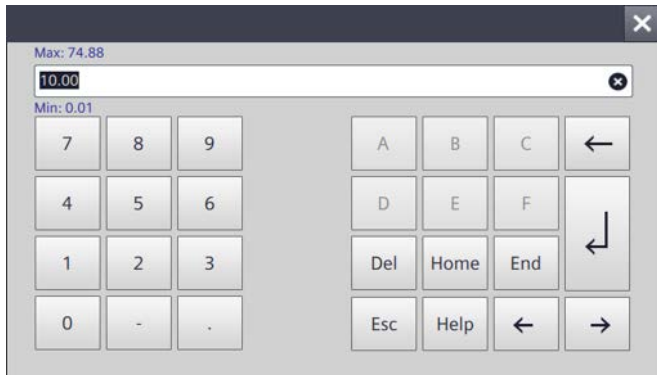 Max: 74.88
10.00
Min: 0.01
7 8 9 A B C
4 5 6 D E F
1 2 3 Del Home End
0 - . Esc Help